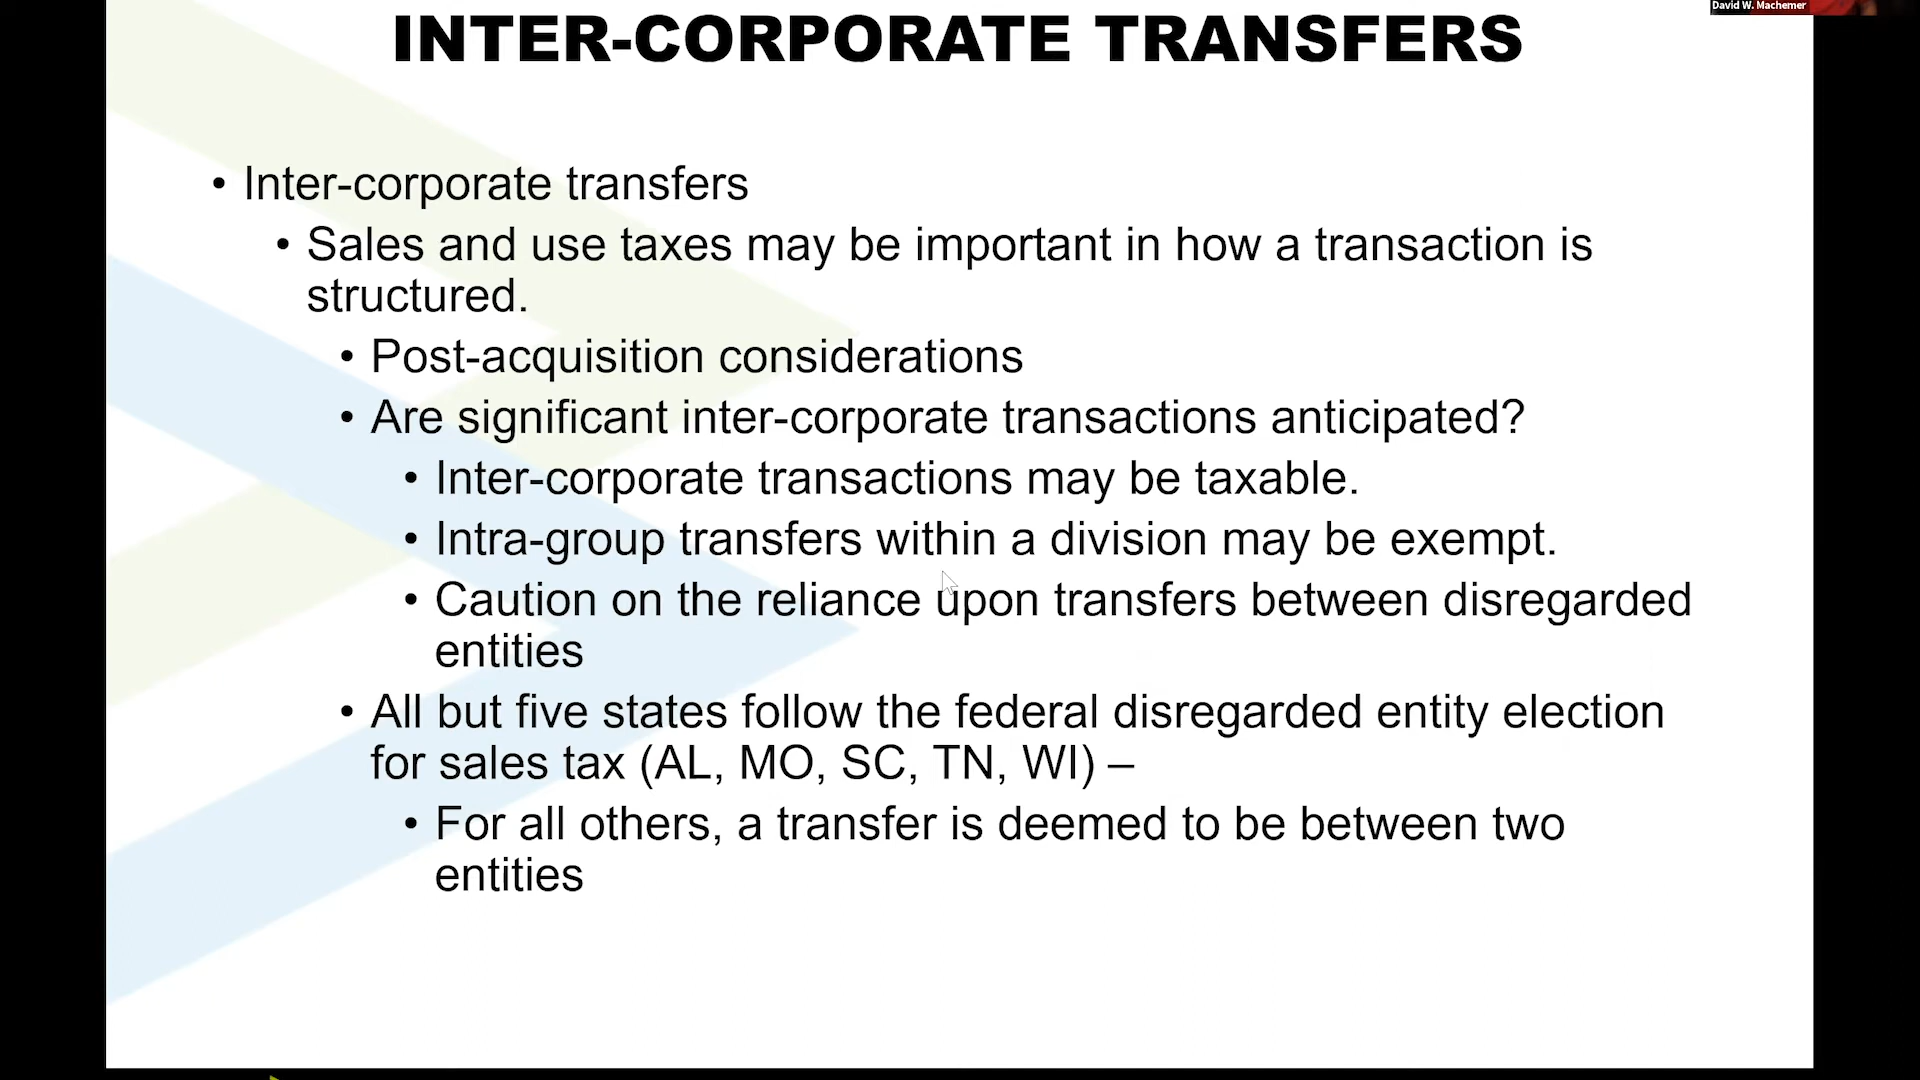 David W. Machemer
INTER-CORPORATE TRANSFERS
• Inter-corporate transfers
• Sales and use taxes may be important in how a transaction is
structured.
• Post-acquisition considerations
• Are significant inter-corporate transactions anticipated?
• Inter-corporate transactions may be taxable.
• Intra-group transfers within a division may be exempt.
• Caution on the reliance upon transfers between disregarded
entities
• All but five states follow the federal disregarded entity election
for sales tax (AL, MO, SC, TN, WI) –
• For all others, a transfer is deemed to be between two
entities